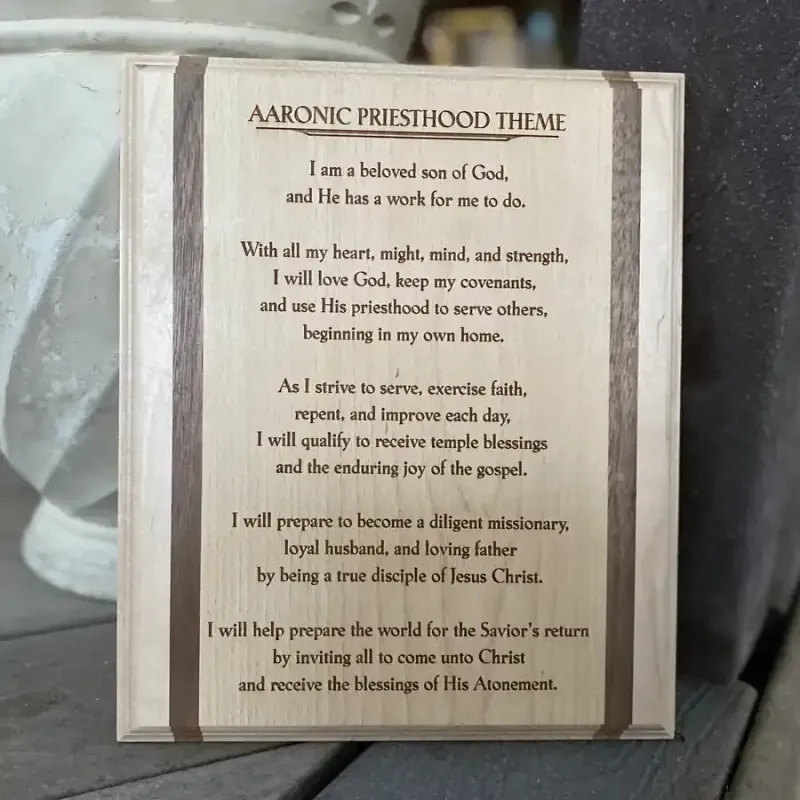 AARONIC PRIESTHOOD THEME
I am a beloved son of God,
and He has a work for me to do.
With all my heart, might, mind, and strength,
I will love God, keep my covenants,
and use His priesthood to serve others,
beginning in my own home.
As I strive to serve, exercise faith,
repent, and improve each day,
I will qualify to receive temple blessings
and the enduring joy of the gospel.
I will prepare to become a diligent missionary,
loyal husband, and loving father
by being a true disciple of Jesus Christ.
I will help prepare the world for the Savior's return
by inviting all to come unto Christ
and receive the blessings of His Atonement.